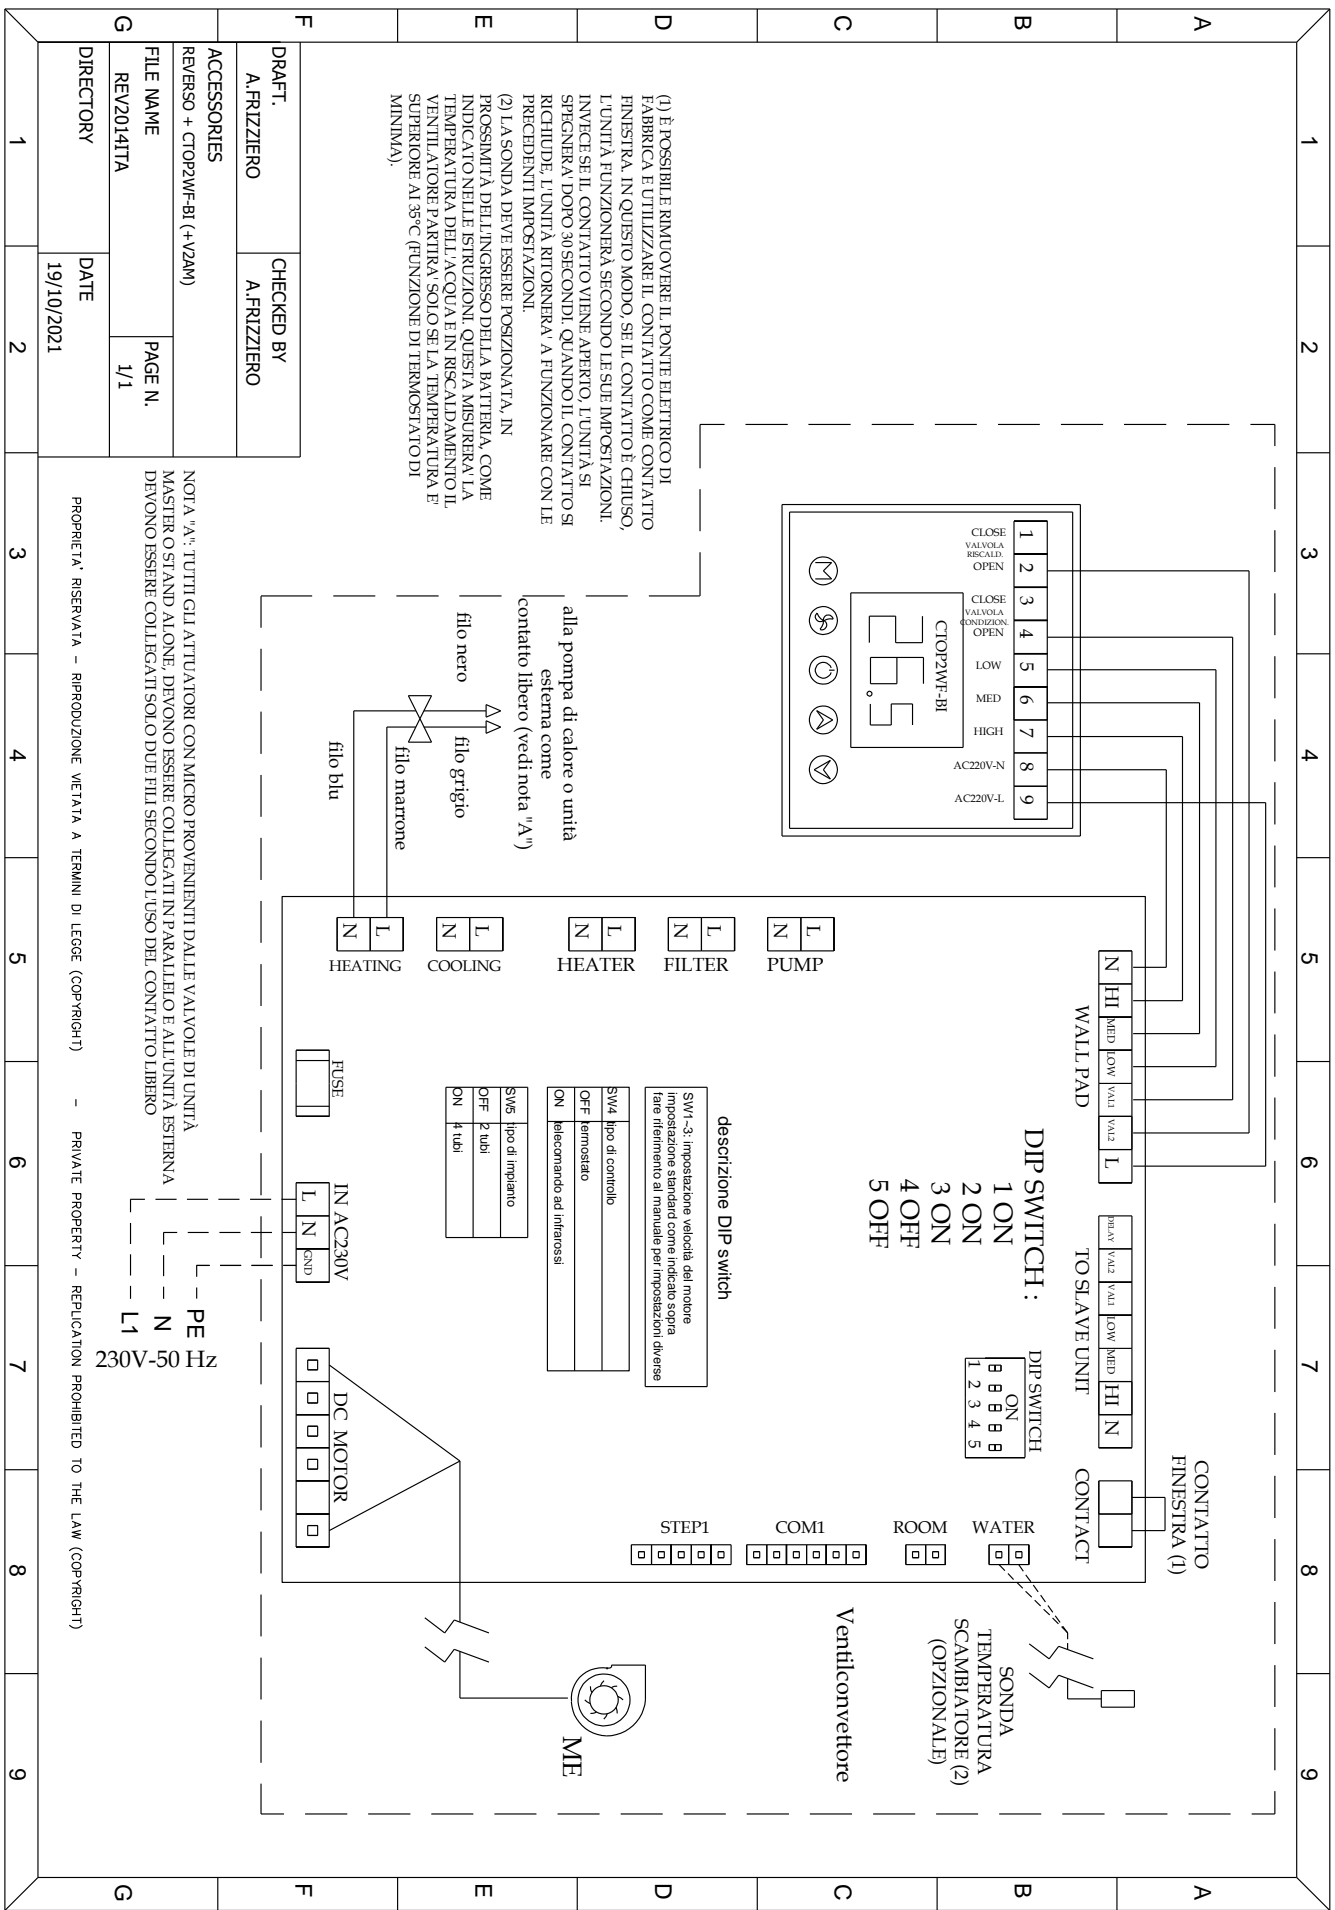 1
2
3
4
5
6
7
8
9
A
B
C
D
E
F
G
CLOSE
VALVOLA
RISCALD.
OPEN
CLOSE
VALVOLA
CONDIZION.
OPEN
LOW
MED
HIGH
AC220V-N
AC220V-L
1
2
3
4
5
6
7
8
9
CTOP2WF-BI
26.5
M
N
HI
MED
LOW
VAL1
VAL2
L
WALL PAD
DELAY
VAL2
VAL1
LOW
MED
HI
N
TO SLAVE UNIT
CONTATTO
FINESTRA (1)
CONTACT
DIP SWITCH :
1 ON
2 ON
3 ON
4 OFF
5 OFF
DIP SWITCH
ON
1 2 3 4 5
WATER
ROOM
COM1
STEP1
SONDA
TEMPERATURA
SCAMBIATORE (2)
(OPZIONALE)
Ventilconvettore
ME
descrizione DIP switch
SW1~3: impostazione velocità del motore
impostazione standard come indicato sopra
fare riferimento al manuale per impostazioni diverse
SW4 tipo di controllo
OFF termostato
ON telecomando ad infrarossi
SW5 tipo di impianto
OFF 2 tubi
ON 4 tubi
L
N
PUMP
L
N
FILTER
L
N
HEATER
L
N
COOLING
L
N
HEATING
FUSE
IN AC230V
L
N
GND
DC MOTOR
PE
N
L1
230V-50 Hz
alla pompa di calore o unità
esterna come
contatto libero (vedi nota "A")
filo nero
filo grigio
filo marrone
filo blu
(1) È POSSIBILE RIMUOVERE IL PONTE ELETTRICO DI
FABBRICA E UTILIZZARE IL CONTATTO COME CONTATTO
FINESTRA. IN QUESTO MODO, SE IL CONTATTO È CHIUSO,
L'UNITÀ FUNZIONERÀ SECONDO LE SUE IMPOSTAZIONI.
INVECE SE IL CONTATTO VIENE APERTO, L'UNITÀ SI
SPEGNERA' DOPO 30 SECONDI. QUANDO IL CONTATTO SI
RICHIUDE, L'UNITÀ RITORNERA' A FUNZIONARE CON LE
PRECEDENTI IMPOSTAZIONI.
(2) LA SONDA DEVE ESSERE POSIZIONATA, IN
PROSSIMITÀ DELL'INGRESSO DELLA BATTERIA, COME
INDICATO NELLE ISTRUZIONI. QUESTA MISURERA' LA
TEMPERATURA DELL'ACQUA E IN RISCALDAMENTO IL
VENTILATORE PARTIRA' SOLO SE LA TEMPERATURA E'
SUPERIORE AI 35°C (FUNZIONE DI TERMOSTATO DI
MINIMA).
DRAFT.
A.FRIZZIERO
CHECKED BY
A.FRIZZIERO
ACCESSORIES
REVERSO + CTOP2WF-BI (+V2AM)
FILE NAME
REV2014ITA
PAGE N.
1/1
DIRECTORY
DATE
19/10/2021
NOTA "A": TUTTI GLI ATTUATORI CON MICRO PROVENIENTI DALLE VALVOLE DI UNITÀ
MASTER O STAND ALONE, DEVONO ESSERE COLLEGATI IN PARALLELO E ALL'UNITÀ ESTERNA
DEVONO ESSERE COLLEGATI SOLO DUE FILI SECONDO L'USO DEL CONTATTO LIBERO
PROPRIETA' RISERVATA - RIPRODUZIONE VIETATA A TERMINI DI LEGGE (COPYRIGHT) - PRIVATE PROPERTY - REPLICATION PROHIBITED TO THE LAW (COPYRIGHT)
A
B
C
D
E
F
G
1
2
3
4
5
6
7
8
9